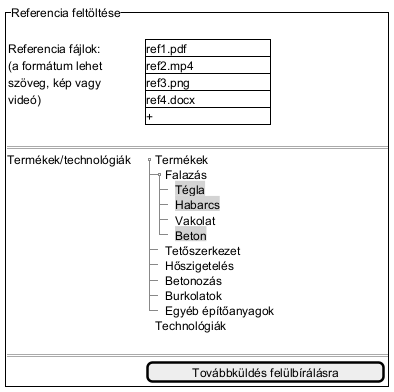 Referencia feltöltése
Referencia fájlok:
(a formátum lehet
szöveg, kép vagy
videó)
ref1.pdf
ref2.mp4
ref3.png
ref4.docx
+
Termékek/technológiák
Termékek
Falazás
Tégla
Habarcs
Vakolat
Beton
Tetőszerkezet
Hőszigetelés
Betonozás
Burkolatok
Egyéb építőanyagok
Technológiák
Továbbküldés felülbírálásra